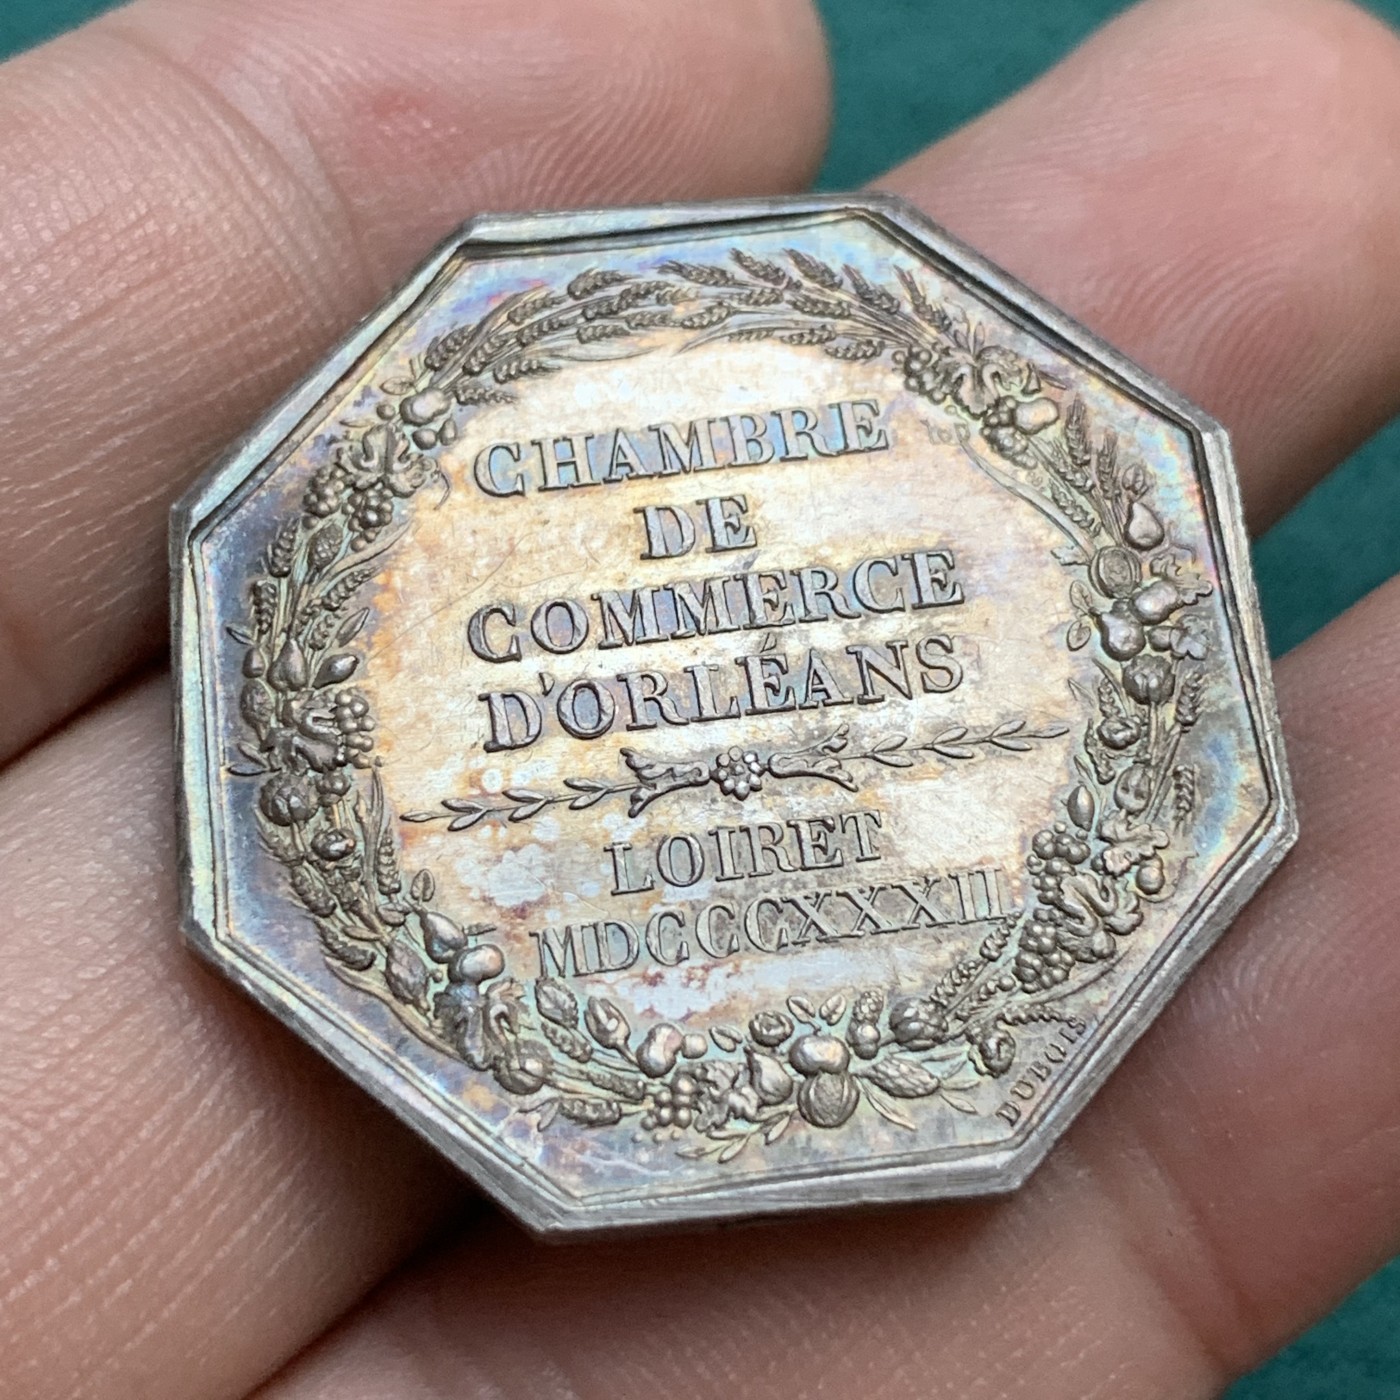 CHAMBRE
DE
COMMERCE
D'ORLÉANS
LOIRET
MDCCCXXXII
DUBOIS